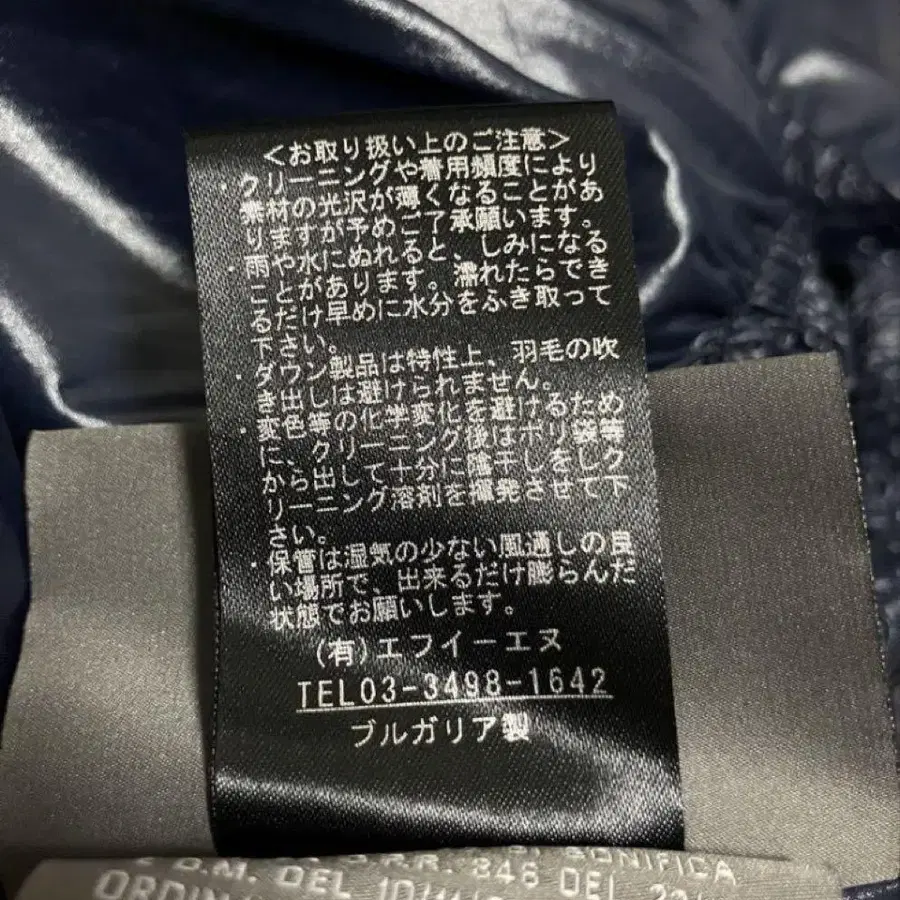 ＜お取り扱い上のご注意＞
・クリーニングや着用頻度により
素材の光沢が薄くなることがあ
りますが予めご了承願います。
・雨や水にぬれると、しみになる
ことがあります。濡れたらでき
るだけ早めに水分をふき取って
下さい。
・ダウン製品は特性上、羽毛の吹
き出しは避けられません。
・変色等の化学変化を避けるため
に、クリーニング後はポリ袋等
から出して十分に陰干しをしク
リーニング溶剤を揮発させて下
さい。
・保管は湿気の少ない風通しの良
い場所で、出来るだけ膨らんだ
状態でお願いします。
(有)エフイーエヌ
TEL03-3498-1642
ブルガリア製
D.M. DEL D.P.R. 846 BONIFICA
ORDIN DEL 10/11/ DEL